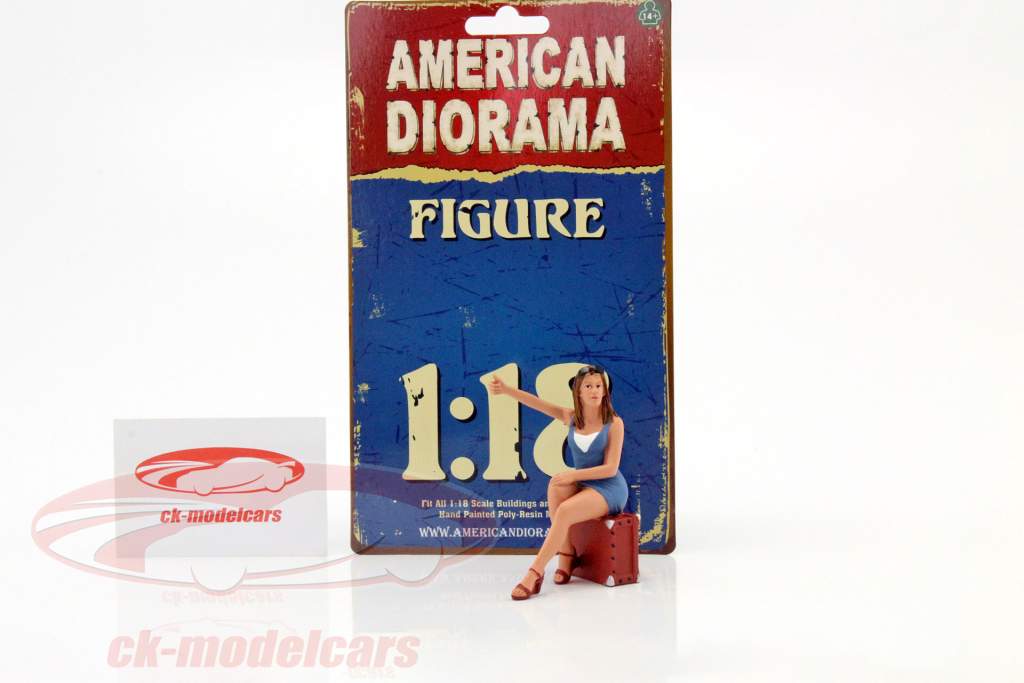 14+
AMERICAN
DIORAMA
FIGURE
1:18
Fit All 1:18 Scale Buildings
Hand Painted Poly-Resin
WWW.AMERICANDIORA
ck-modelcars
ck-modelcars